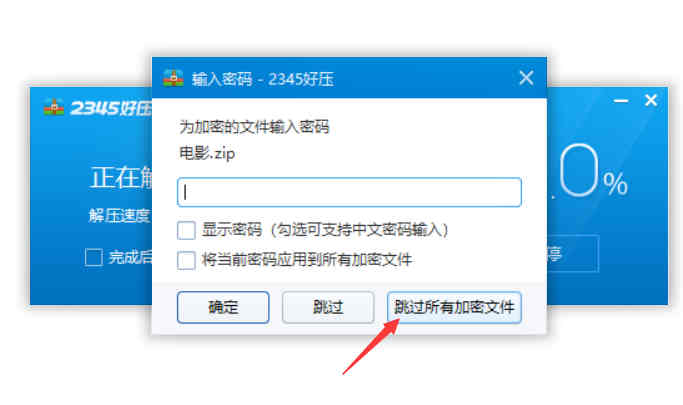 输入密码 - 2345好压
2345好压
为加密的文件输入密码
电影.zip
正在解
.0%
解压速度
显示密码（勾选可支持中文密码输入）
完成后
将当前密码应用到所有加密文件
停
确定
跳过
跳过所有加密文件